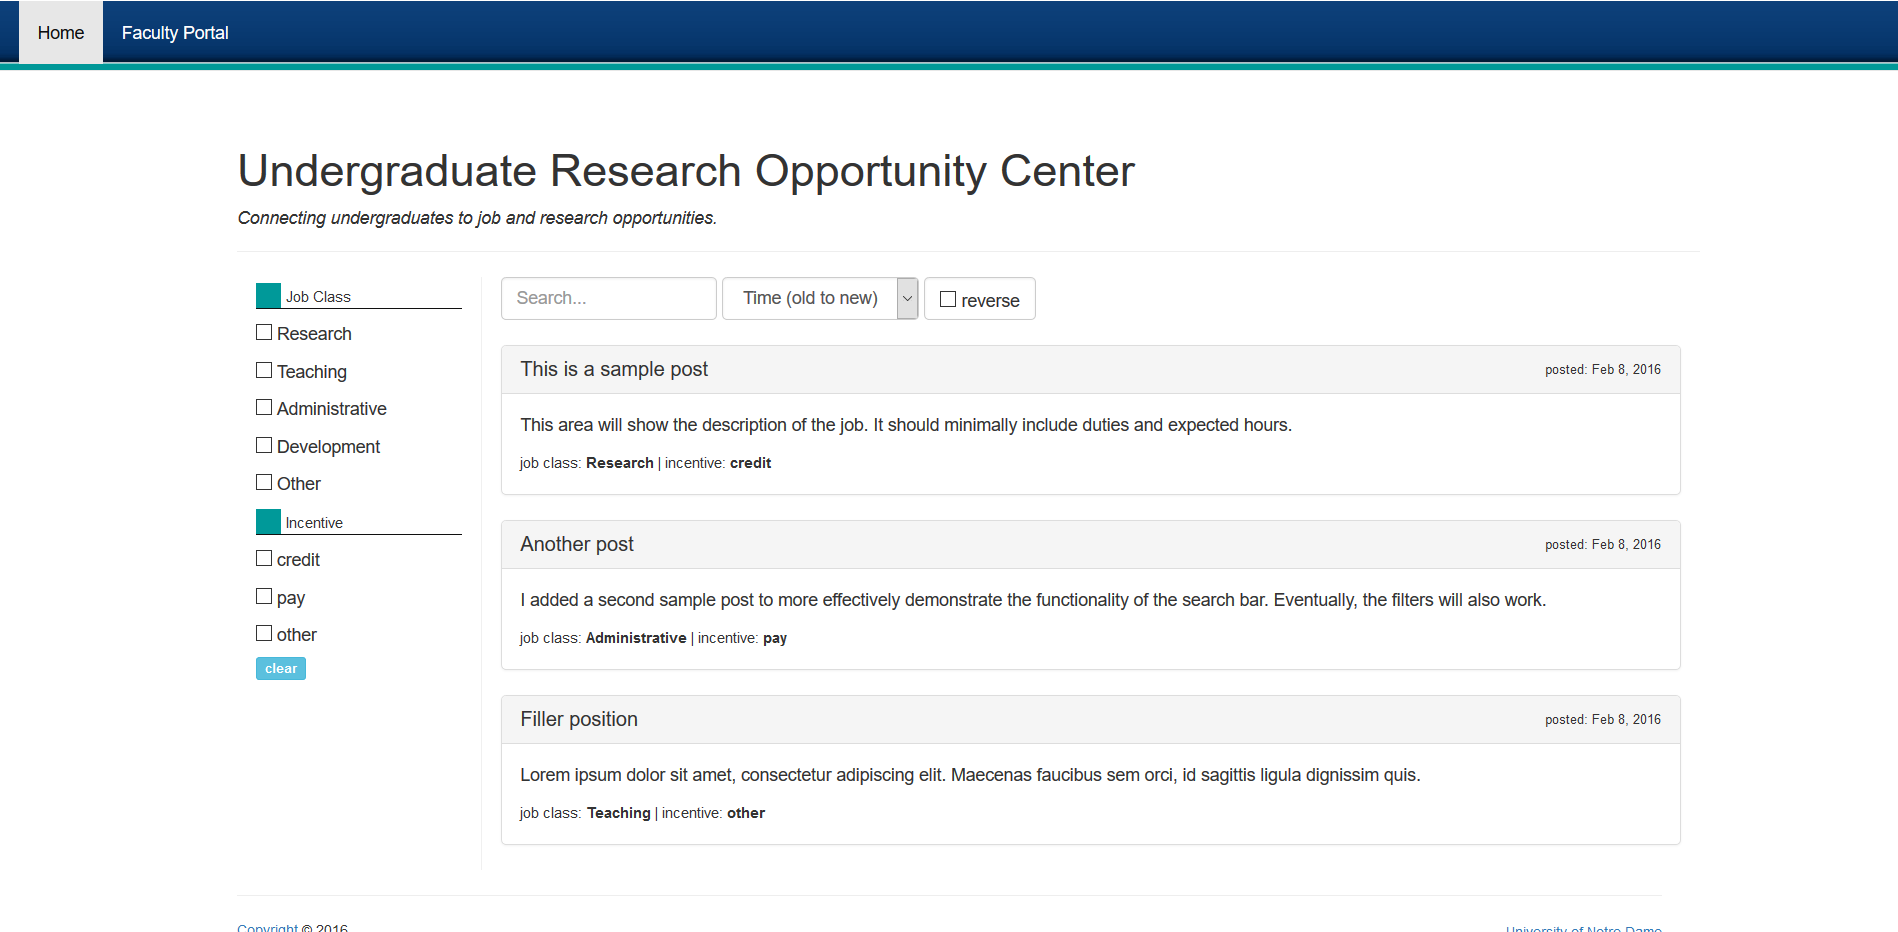 Home Faculty Portal
Undergraduate Research Opportunity Center
Connecting undergraduates to job and research opportunities.
Job Class
Research
Teaching
Administrative
Development
Other
Incentive
credit
pay
other
clear
Search... Time (old to new) reverse
This is a sample post posted: Feb 8, 2016
This area will show the description of the job. It should minimally include duties and expected hours.
job class: Research | incentive: credit
Another post posted: Feb 8, 2016
I added a second sample post to more effectively demonstrate the functionality of the search bar. Eventually, the filters will also work.
job class: Administrative | incentive: pay
Filler position posted: Feb 8, 2016
Lorem ipsum dolor sit amet, consectetur adipiscing elit. Maecenas faucibus sem orci, id sagittis ligula dignissim quis.
job class: Teaching | incentive: other
Copyright © 2016 University of Notre Dame